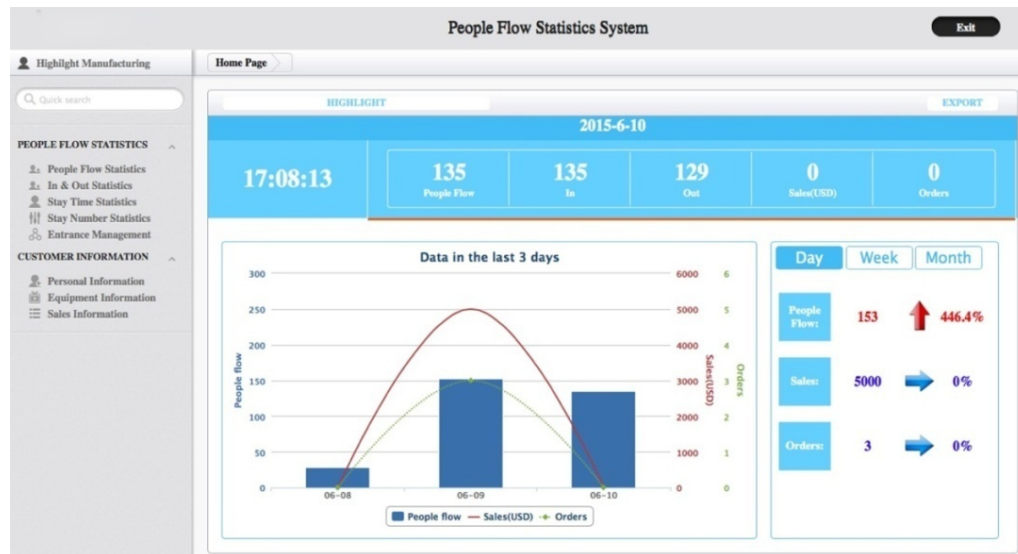 People Flow Statistics System
Exit
Highlight Manufacturing
Home Page
Quick search
PEOPLE FLOW STATISTICS
People Flow Statistics
In & Out Statistics
Stay Time Statistics
Stay Number Statistics
Entrance Management
CUSTOMER INFORMATION
Personal Information
Equipment Information
Sales Information
HIGHLIGHT
EXPORT
2015-6-10
17:08:13
135 135 129 0 0
People Flow In Out Sales(USD) Orders
Data in the last 3 days
300 6000 6
250 5000 5
200 4000 4
150 3000 3
100 2000 2
50 1000 1
0 0 0
People flow
Sales(USD)
Orders
06-08 06-09 06-10
People flow Sales(USD) Orders
Day Week Month
People
Flow: 153 446.4%
Sales: 5000 0%
Orders: 3 0%